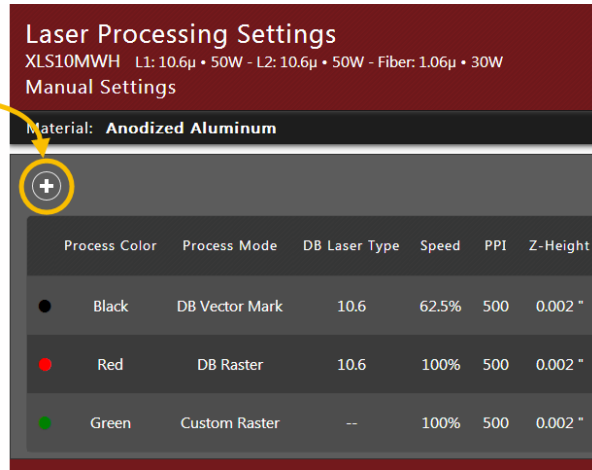 Laser Processing Settings
XLS10MWH L1: 10.6µ • 50W - L2: 10.6µ • 50W - Fiber: 1.06µ • 30W
Manual Settings
Material: Anodized Aluminum
Process Color Process Mode DB Laser Type Speed PPI Z-Height
Black DB Vector Mark 10.6 62.5% 500 0.002 "
Red DB Raster 10.6 100% 500 0.002 "
Green Custom Raster -- 100% 500 0.002 "